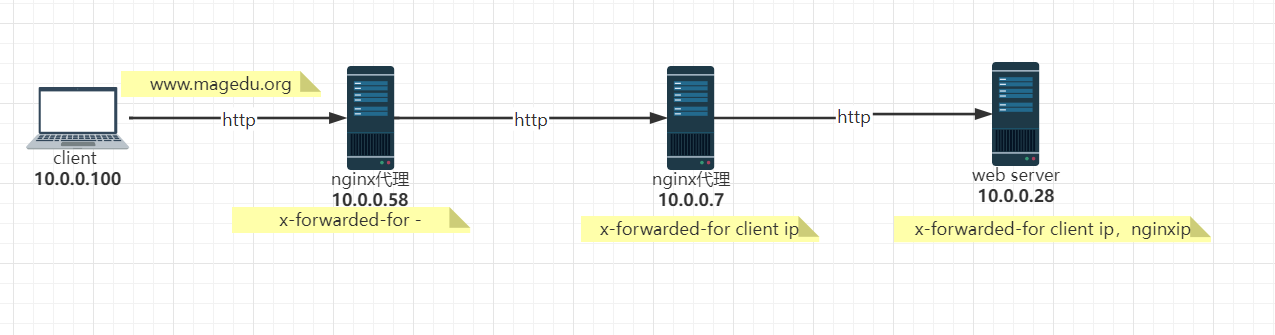 www.magedu.org
http
http
http
client
10.0.0.100
nginx代理
10.0.0.58
x-forwarded-for -
nginx代理
10.0.0.7
x-forwarded-for client ip
web server
10.0.0.28
x-forwarded-for client ip，nginxip